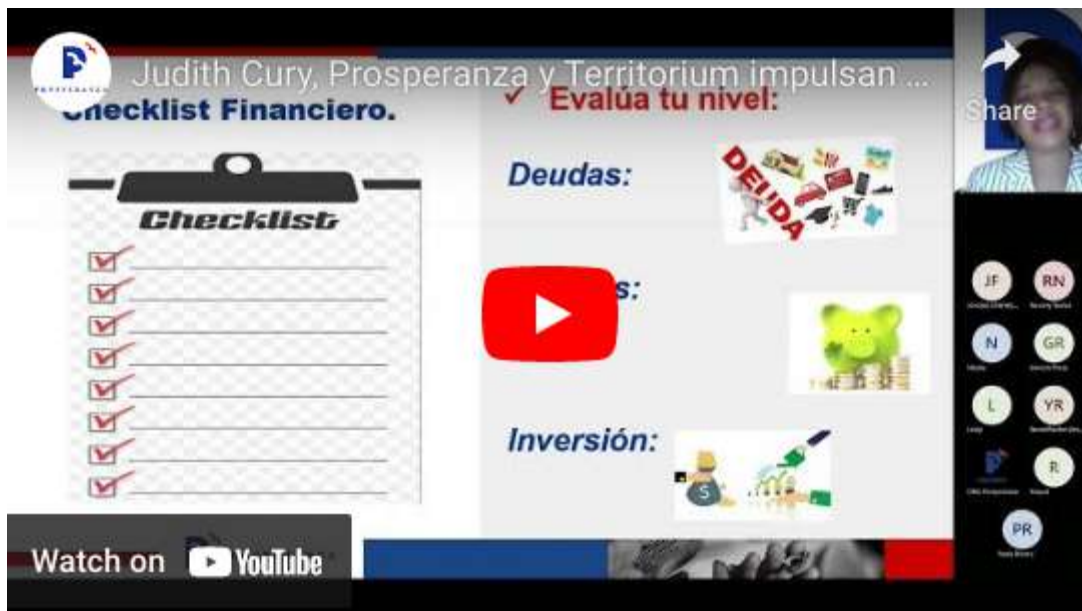 Judith Cury, Prosperanza y Territorium impulsan ...
PROSPERANZA
Share
Checklist Financiero.
✓ Evalúa tu nivel:
Checklist
Deudas:
DEUDA
s:
Inversión:
$
JF
RN
N
GR
L
YR
R
PR
Watch on YouTube